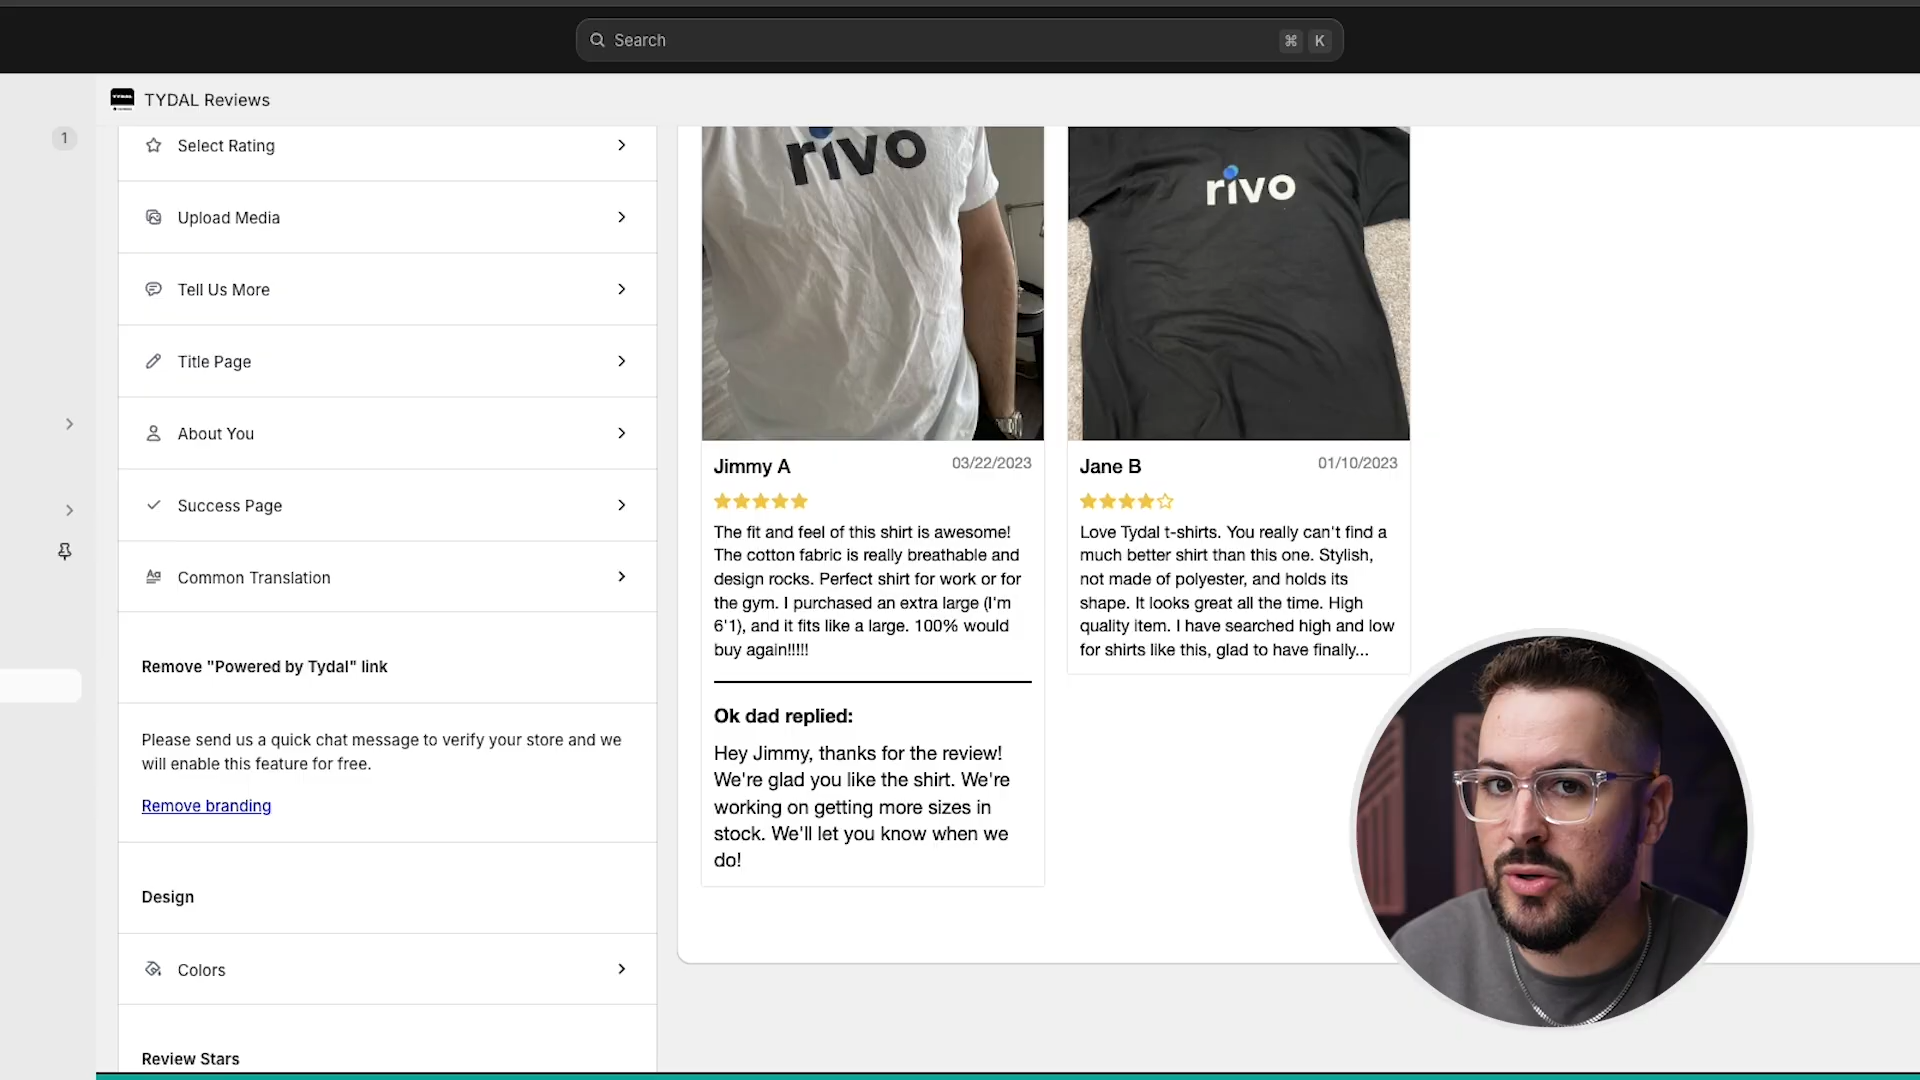 Search
⌘ K
TYDAL Reviews
1
Select Rating
Upload Media
Tell Us More
Title Page
About You
Success Page
Common Translation
Remove "Powered by Tydal" link
Please send us a quick chat message to verify your store and we
will enable this feature for free.
Remove branding
Design
Colors
Review Stars
rivo
Jimmy A
03/22/2023
The fit and feel of this shirt is awesome!
The cotton fabric is really breathable and
design rocks. Perfect shirt for work or for
the gym. I purchased an extra large (I'm
6'1), and it fits like a large. 100% would
buy again!!!!!
Ok dad replied:
Hey Jimmy, thanks for the review!
We're glad you like the shirt. We're
working on getting more sizes in
stock. We'll let you know when we
do!
rivo
Jane B
01/10/2023
Love Tydal t-shirts. You really can't find a
much better shirt than this one. Stylish,
not made of polyester, and holds its
shape. It looks great all the time. High
quality item. I have searched high and low
for shirts like this, glad to have finally...